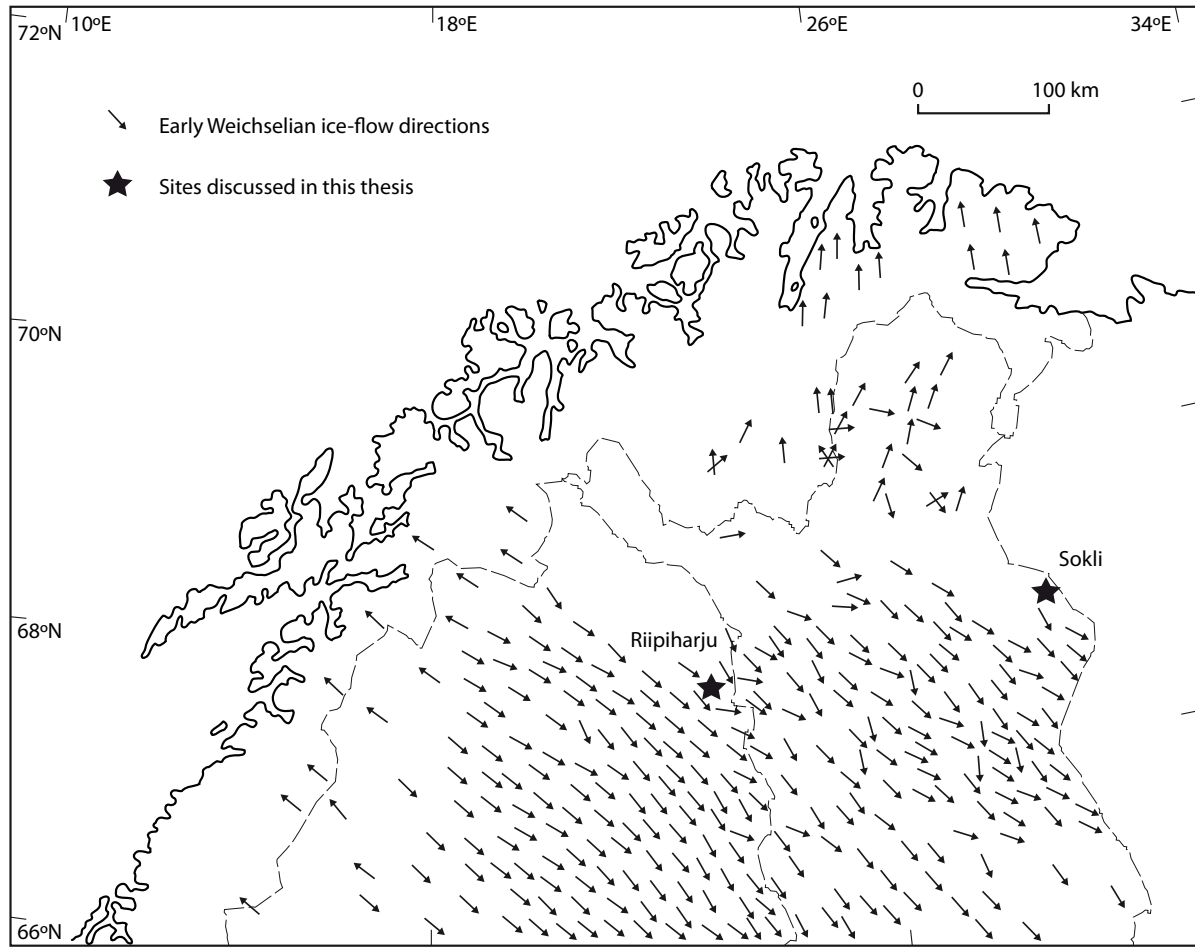 72ºN
10ºE
18ºE
26ºE
34ºE
0 100 km
Early Weichselian ice-flow directions
Sites discussed in this thesis
70ºN
Sokli
68ºN
Riipiharju
66ºN